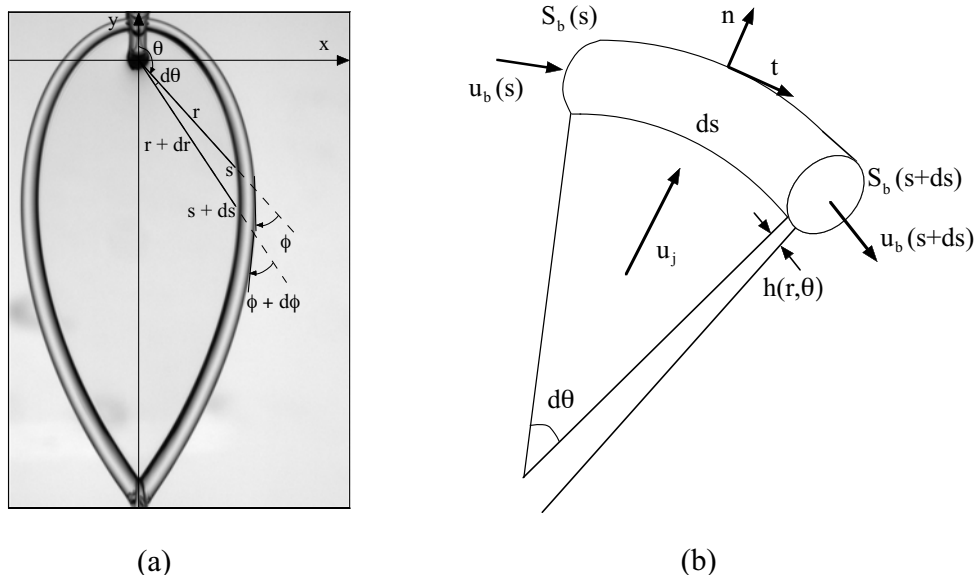 y
x
θ
dθ
r
r + dr
s
s + ds
ϕ
ϕ + dϕ
(a)
S_b(s)
n
t
u_b(s)
ds
S_b(s+ds)
u_b(s+ds)
u_j
h(r,θ)
dθ
(b)